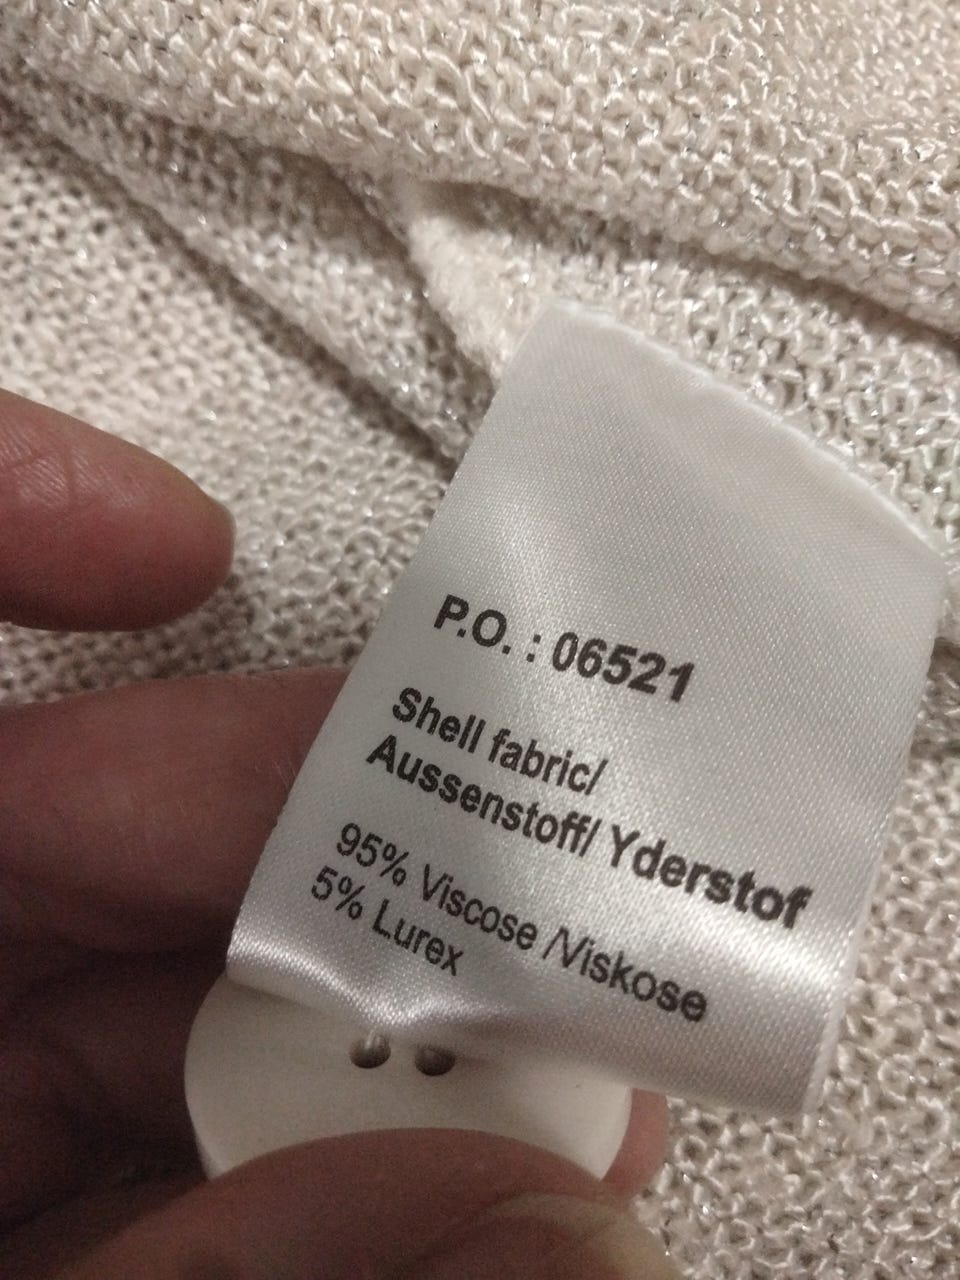 P.O. : 06521
Shell fabric/
Aussenstoff/ Yderstof
95% Viscose /Viskose
5% Lurex